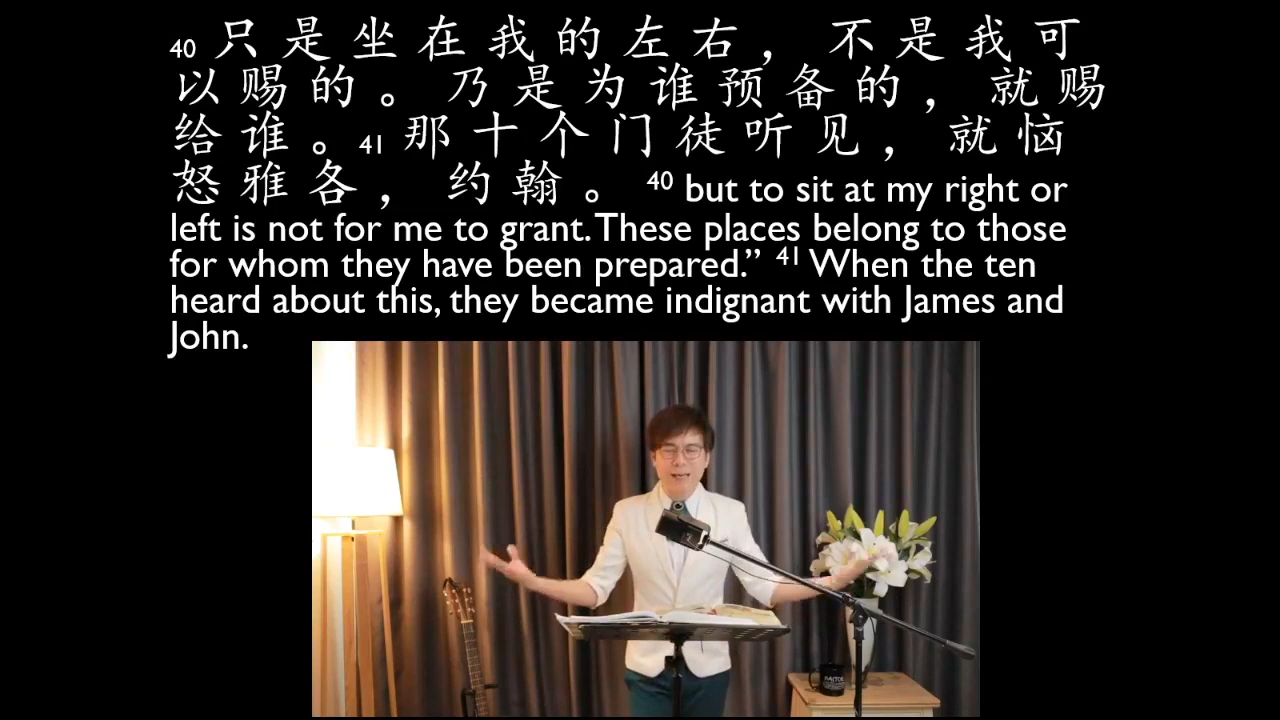 40 只是坐在我的左右，不是我可
以赐的。乃是为谁预备的，就赐
给谁。41 那十个门徒听见，就恼
怒雅各，约翰。 40 but to sit at my right or
left is not for me to grant. These places belong to those
for whom they have been prepared.” 41 When the ten
heard about this, they became indignant with James and
John.